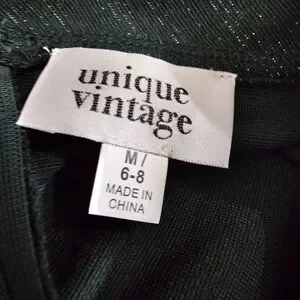 unique
vintage
M/
6-8
MADE IN
CHINA